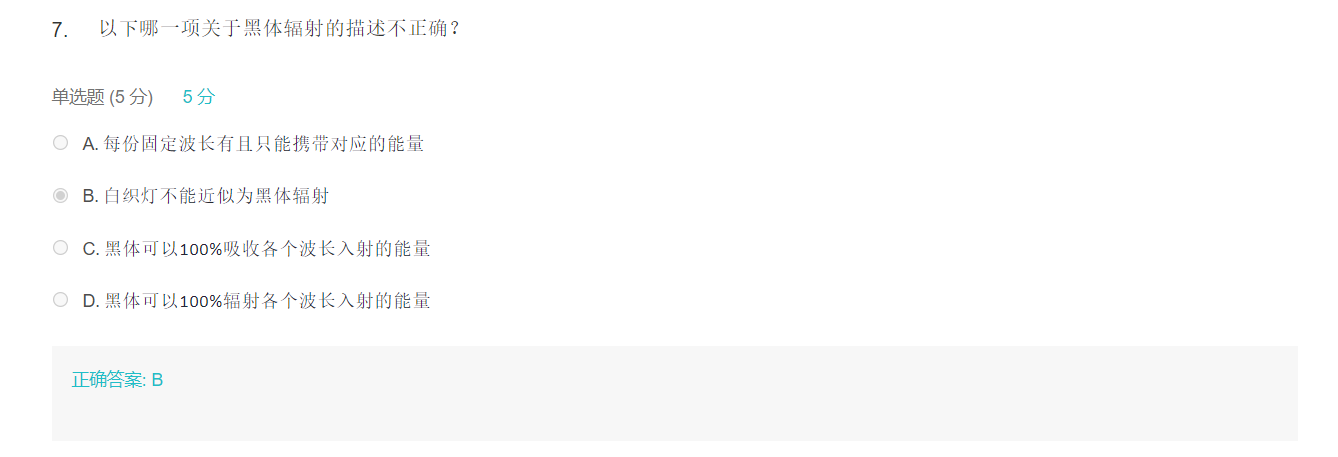 7. 以下哪一项关于黑体辐射的描述不正确？
单选题 (5 分) 5 分
A. 每份固定波长有且只能携带对应的能量
B. 白织灯不能近似为黑体辐射
C. 黑体可以100%吸收各个波长入射的能量
D. 黑体可以100%辐射各个波长入射的能量
正确答案: B